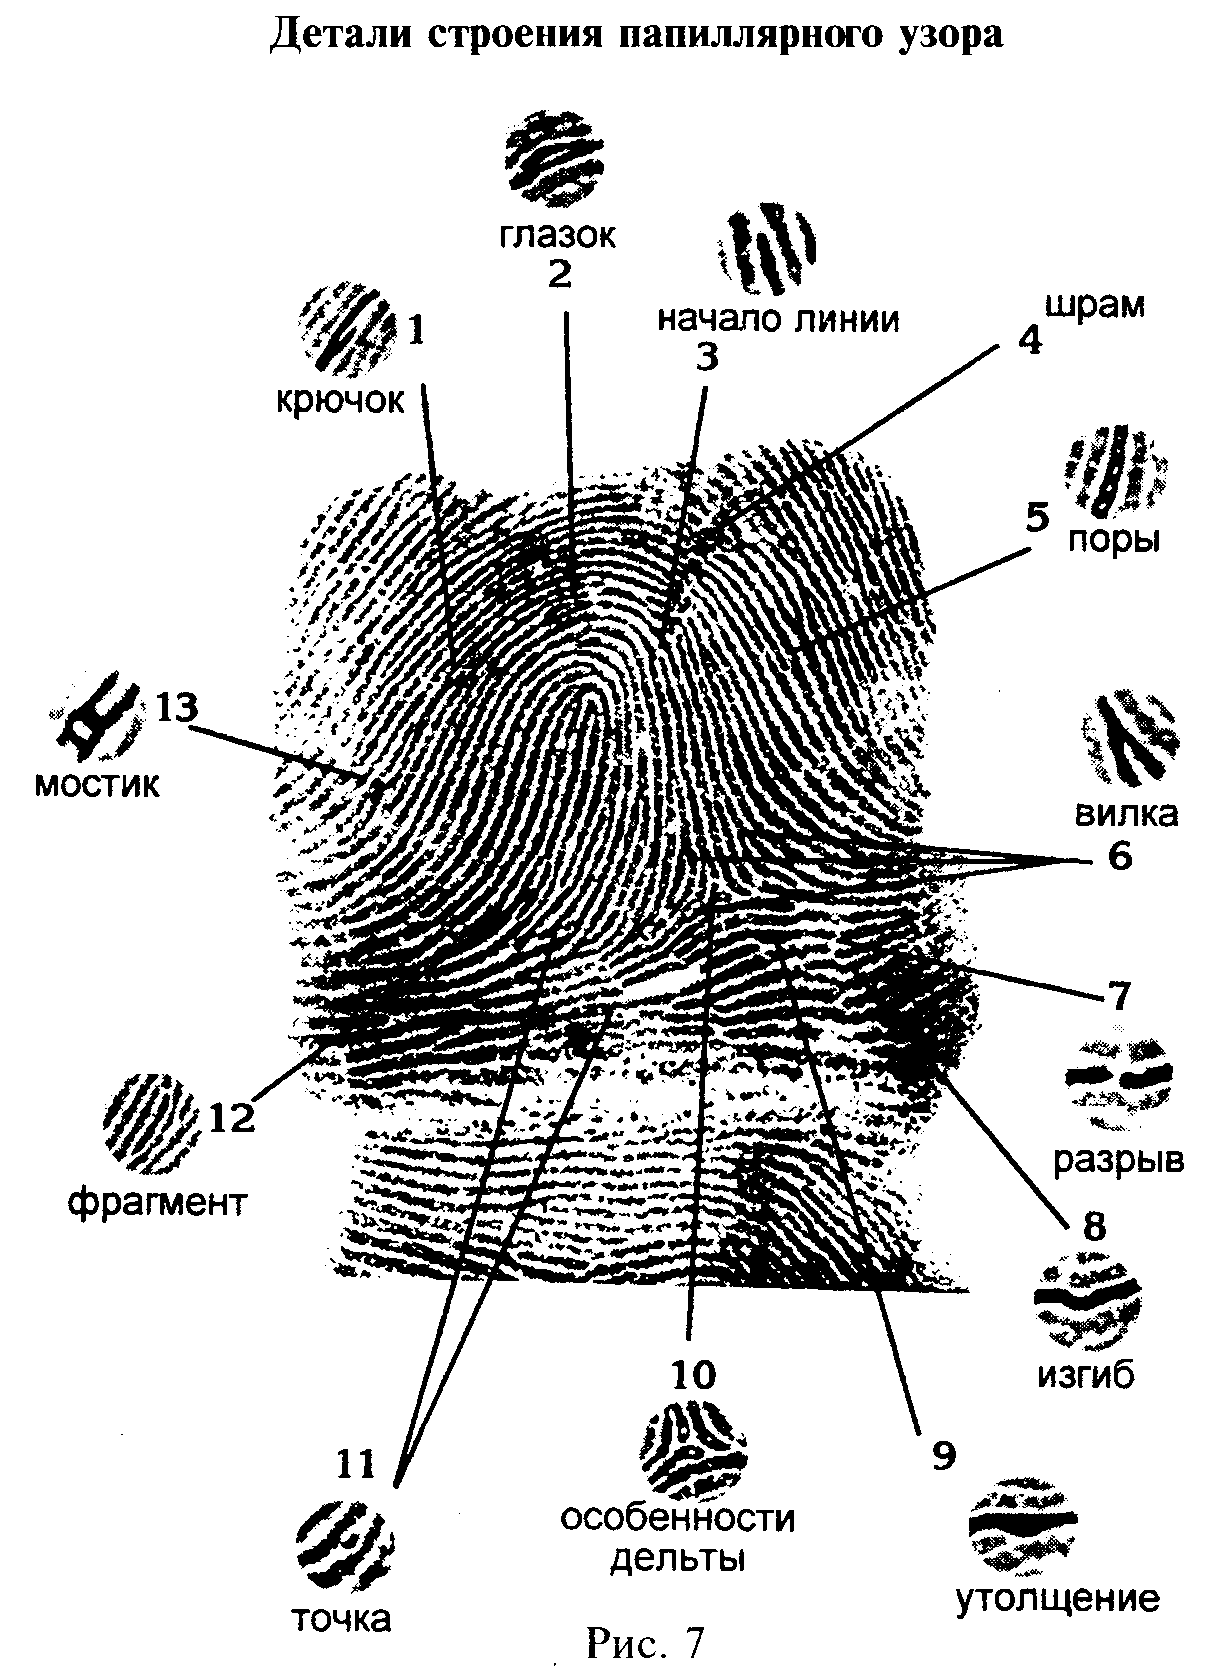 Детали строения папиллярного узора
глазок
2
начало линии
3
шрам
4
1
крючок
5
поры
13
мостик
вилка
6
7
разрыв
12
фрагмент
8
изгиб
10
особенности
дельты
9
утолщение
11
точка
Рис. 7